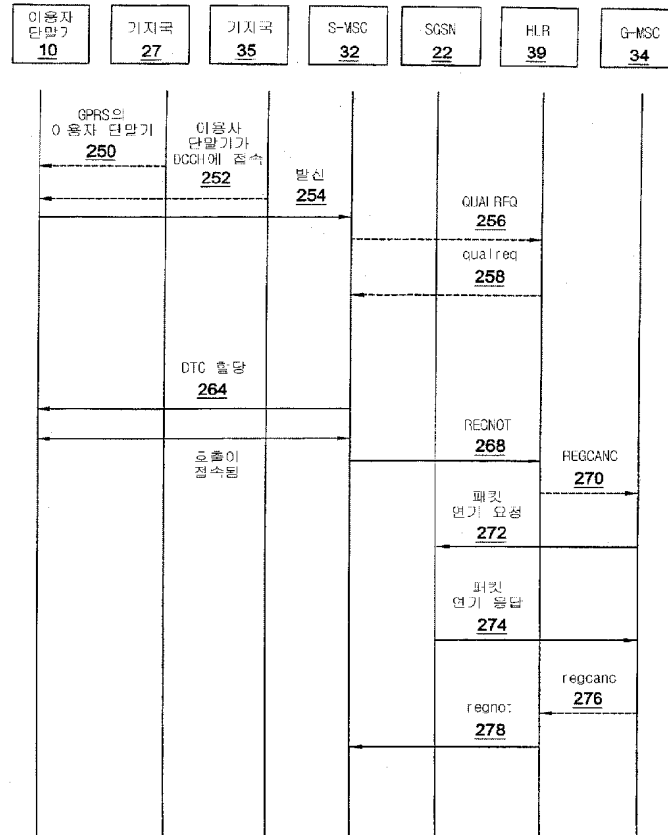 이용자
단말기
10
기지국
27
기지국
35
S-MSC
32
SGSN
22
HLR
39
G-MSC
34
GPRS의
이용자 단말기
250
이용사
단말기가
DCCH에 접속
252
발신
254
QUALREQ
256
qualreq
258
DTC 할당
264
호출이
접속됨
REGNOT
268
REGCANC
270
패킷
연기 요청
272
패킷
연기 응답
274
regcanc
276
regnot
278